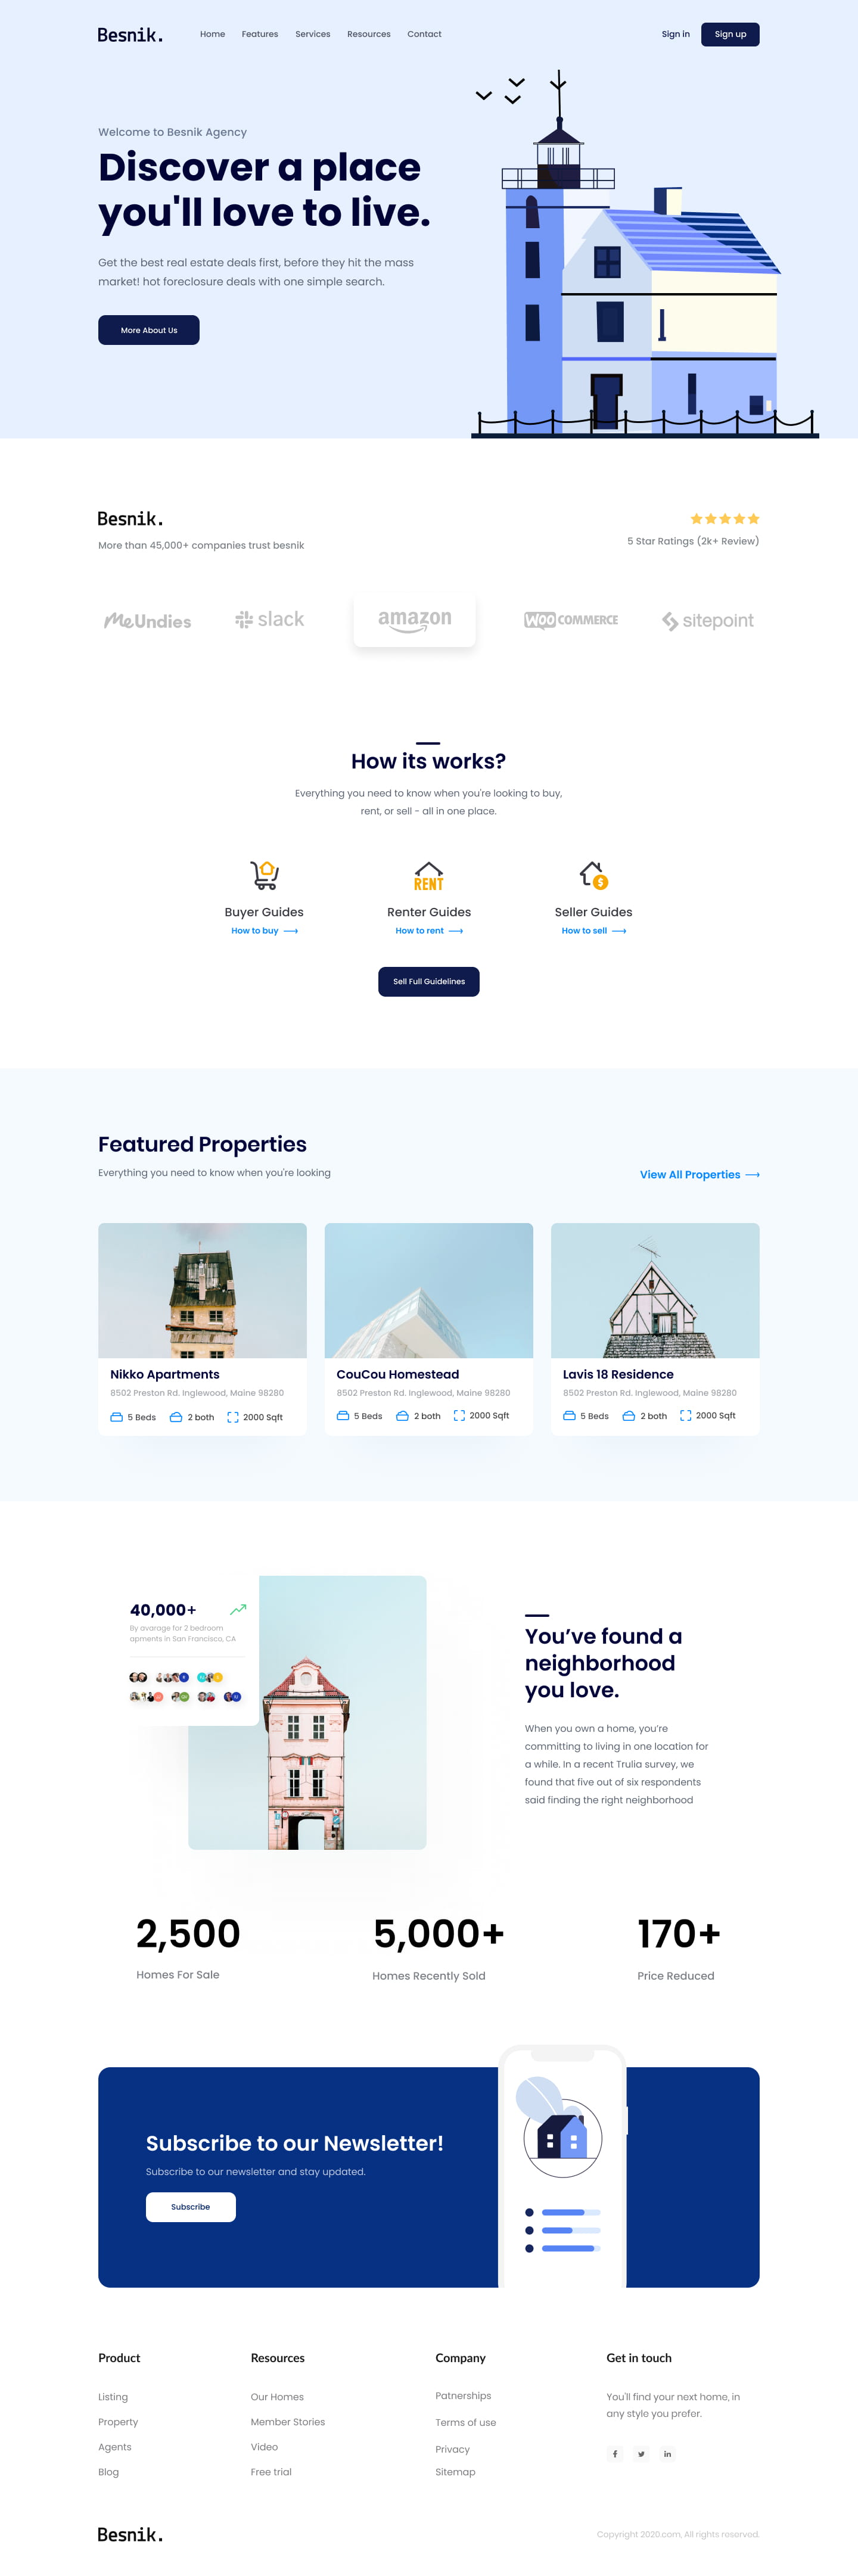 Besnik.
Home
Features
Services
Resources
Contact
Sign in
Sign up
Welcome to Besnik Agency
Discover a place
you'll love to live.
Get the best real estate deals first, before they hit the mass
market! hot foreclosure deals with one simple search.
More About Us
Besnik.
More than 45,000+ companies trust besnik
5 Star Ratings (2k+ Review)
MeUndies
slack
amazon
WOO COMMERCE
sitepoint
How its works?
Everything you need to know when you're looking to buy,
rent, or sell - all in one place.
RENT
$
Buyer Guides
Renter Guides
Seller Guides
How to buy
How to rent
How to sell
Sell Full Guidelines
Featured Properties
Everything you need to know when you're looking
View All Properties
Nikko Apartments
8502 Preston Rd. Inglewood, Maine 98280
5 Beds
2 both
2000 Sqft
CouCou Homestead
8502 Preston Rd. Inglewood, Maine 98280
5 Beds
2 both
2000 Sqft
Lavis 18 Residence
8502 Preston Rd. Inglewood, Maine 98280
5 Beds
2 both
2000 Sqft
40,000+
By avarage for 2 bedroom
apments in San Francisco, CA
You’ve found a
neighborhood
you love.
When you own a home, you’re
committing to living in one location for
a while. In a recent Trulia survey, we
found that five out of six respondents
said finding the right neighborhood
2,500
Homes For Sale
5,000+
Homes Recently Sold
170+
Price Reduced
Subscribe to our Newsletter!
Subscribe to our newsletter and stay updated.
Subscribe
Product
Listing
Property
Agents
Blog
Resources
Our Homes
Member Stories
Video
Free trial
Company
Patnerships
Terms of use
Privacy
Sitemap
Get in touch
You'll find your next home, in
any style you prefer.
f
in
Besnik.
Copyright 2020.com, All rights reserved.